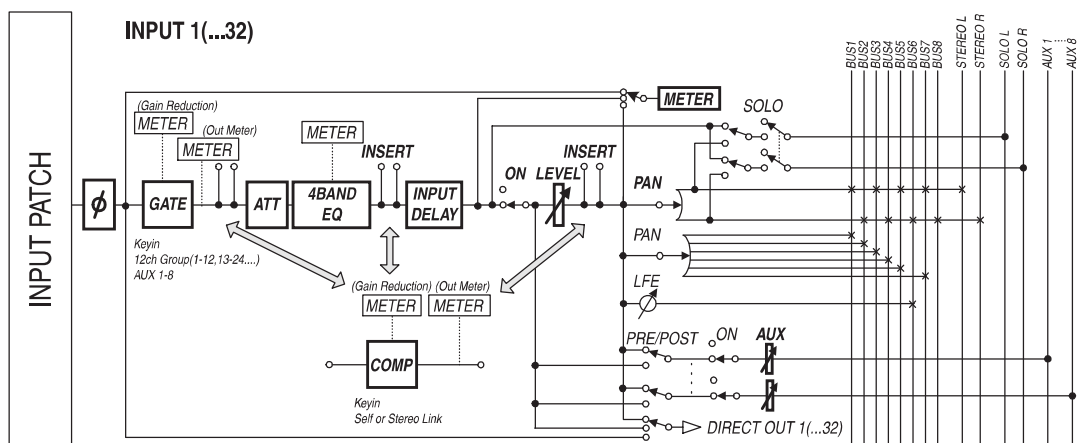 INPUT 1(...32)
INPUT PATCH
BUS1
BUS2
BUS3
BUS4
BUS5
BUS6
BUS7
BUS8
STEREO L
STEREO R
SOLO L
SOLO R
AUX 1
AUX 8
(Gain Reduction)
METER
(Out Meter)
METER
METER
METER
SOLO
INSERT
ON
LEVEL
INSERT
ϕ
GATE
ATT
4BAND
EQ
INPUT
DELAY
PAN
Keyin
12ch Group(1-12,13-24....)
AUX 1-8
PAN
(Gain Reduction)
(Out Meter)
METER
METER
LFE
COMP
PRE/POST
ON
AUX
Keyin
Self or Stereo Link
DIRECT OUT 1(...32)